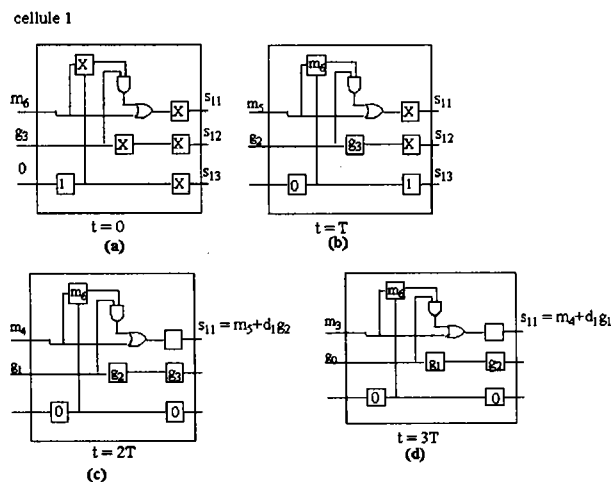 cellule 1
X
m6
X
s11
g3
X
X
s12
0
1
X
s13
t = 0
(a)
m6
m5
X
s11
g2
g3
X
s12
0
1
s13
t = T
(b)
m6
m4
s11 = m5+d1g2
g1
g2
g3
0
0
t = 2T
(c)
m6
m3
s11 = m4+d1g1
g0
g1
g2
0
0
t = 3T
(d)